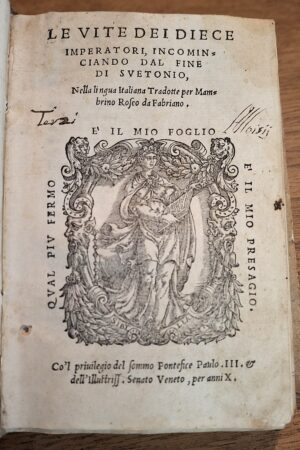 LE VITE DEI DIECE
IMPERATORI, INCOMIN-
CIANDO DAL FINE
DI SVETONIO,
Nella lingua Italiana Tradotte per Mam-
brino Roseo da Fabriano.
Terzi
E' IL MIO FOGLIO
QVAL PIV FERMO
E' IL MIO PRESAGIO.
Co'l priuilegio del sommo Pontefice Paulo. III. &
dell'Illustriss. Senato Veneto, per anni X.